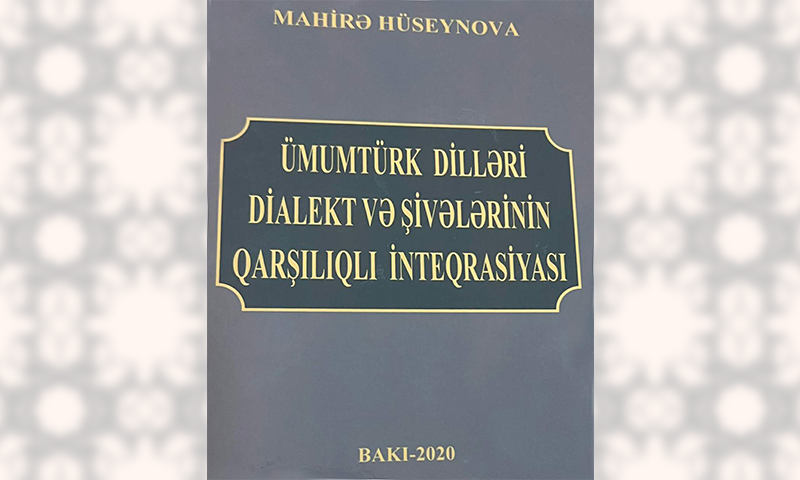 MAHİRƏ HÜSEYNOVA
ÜMUMTÜRK DİLLƏRİ
DİALEKT VƏ ŞİVƏLƏRİNİN
QARŞILIQLI İNTEQRASİYASI
BAKI-2020